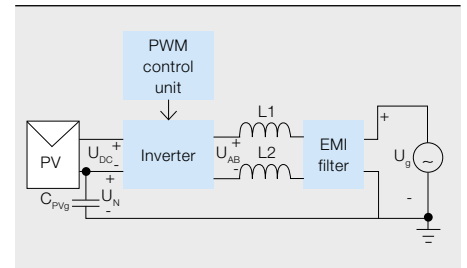 PWM
control
unit
L1
+
PV
U_DC
+
-
Inverter
+
U_AB
-
L2
EMI
filter
U_g
~
C_PVg
+
U_N
-
-